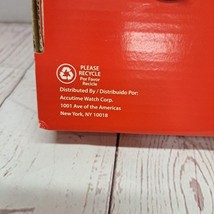 PLEASE
RECYCLE
Por Favor
Recicle
Distributed By / Distribuido Por:
Accutime Watch Corp.
1001 Ave of the Americas
New York, NY 10018